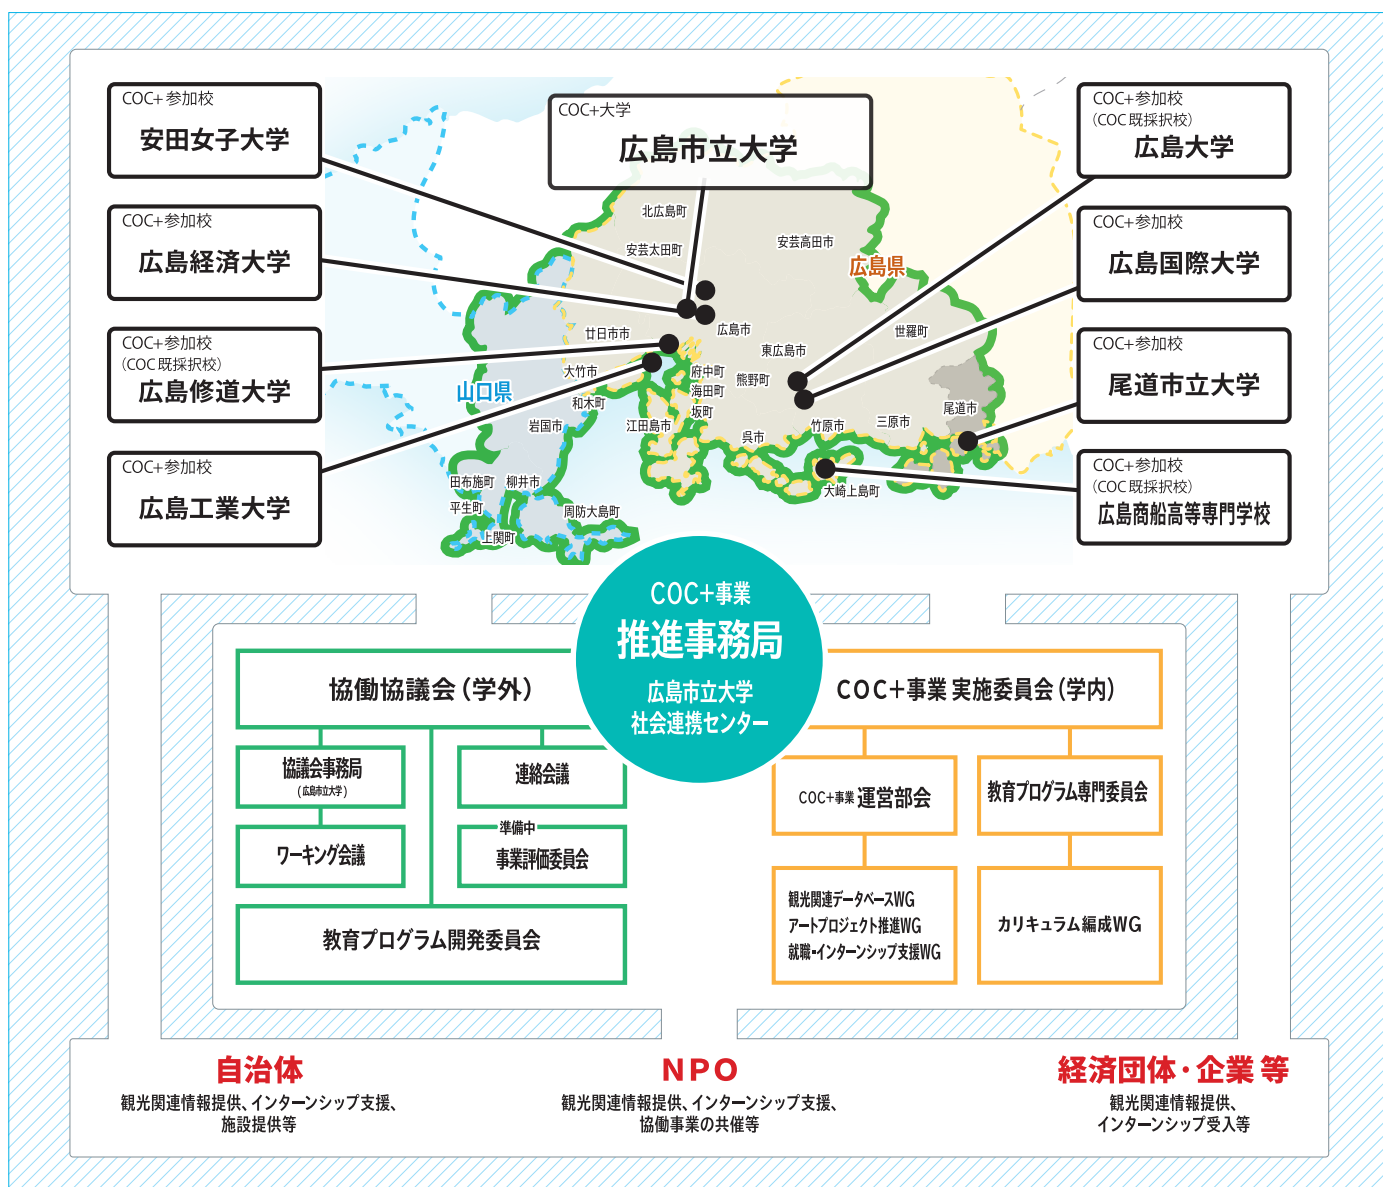 COC+参加校
安田女子大学
COC+参加校
広島経済大学
COC+参加校
(COC既採択校)
広島修道大学
COC+参加校
広島工業大学
COC+大学
広島市立大学
COC+参加校
(COC既採択校)
広島大学
COC+参加校
広島国際大学
COC+参加校
尾道市立大学
COC+参加校
(COC既採択校)
広島商船高等専門学校
北広島町
安芸太田町
安芸高田市
広島県
世羅町
広島市
廿日市市
東広島市
大竹市
府中町
熊野町
海田町
山口県
和木町
坂町
尾道市
岩国市
江田島市
呉市
竹原市
三原市
田布施町
柳井市
大崎上島町
平生町
周防大島町
上関町
COC+事業
推進事務局
広島市立大学
社会連携センター
協働協議会(学外)
協議会事務局
(広島市立大学)
連絡会議
ワーキング会議
準備中
事業評価委員会
教育プログラム開発委員会
COC+事業 実施委員会(学内)
COC+事業 運営部会
教育プログラム専門委員会
観光関連データベースWG
アートプロジェクト推進WG
就職・インターンシップ支援WG
カリキュラム編成WG
自治体
観光関連情報提供、インターンシップ支援、
施設提供等
NPO
観光関連情報提供、インターンシップ支援、
協働事業の共催等
経済団体・企業 等
観光関連情報提供、
インターンシップ受入等